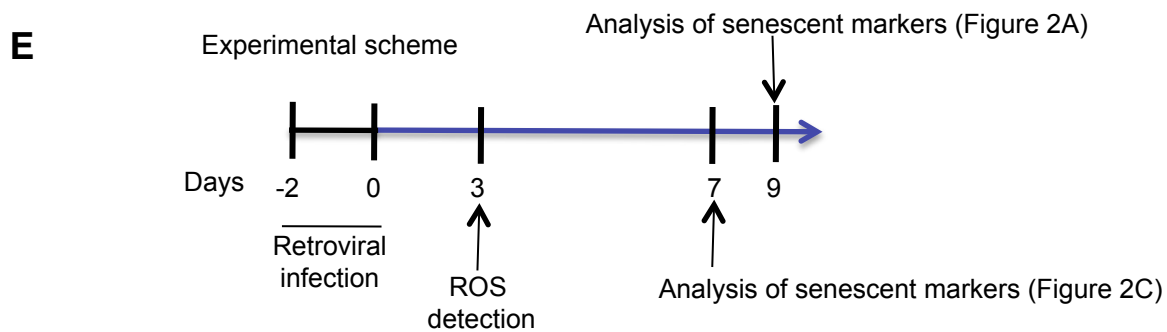 E
Experimental scheme
Analysis of senescent markers (Figure 2A)
Days -2 0 3 7 9
Retroviral
infection
ROS
detection
Analysis of senescent markers (Figure 2C)